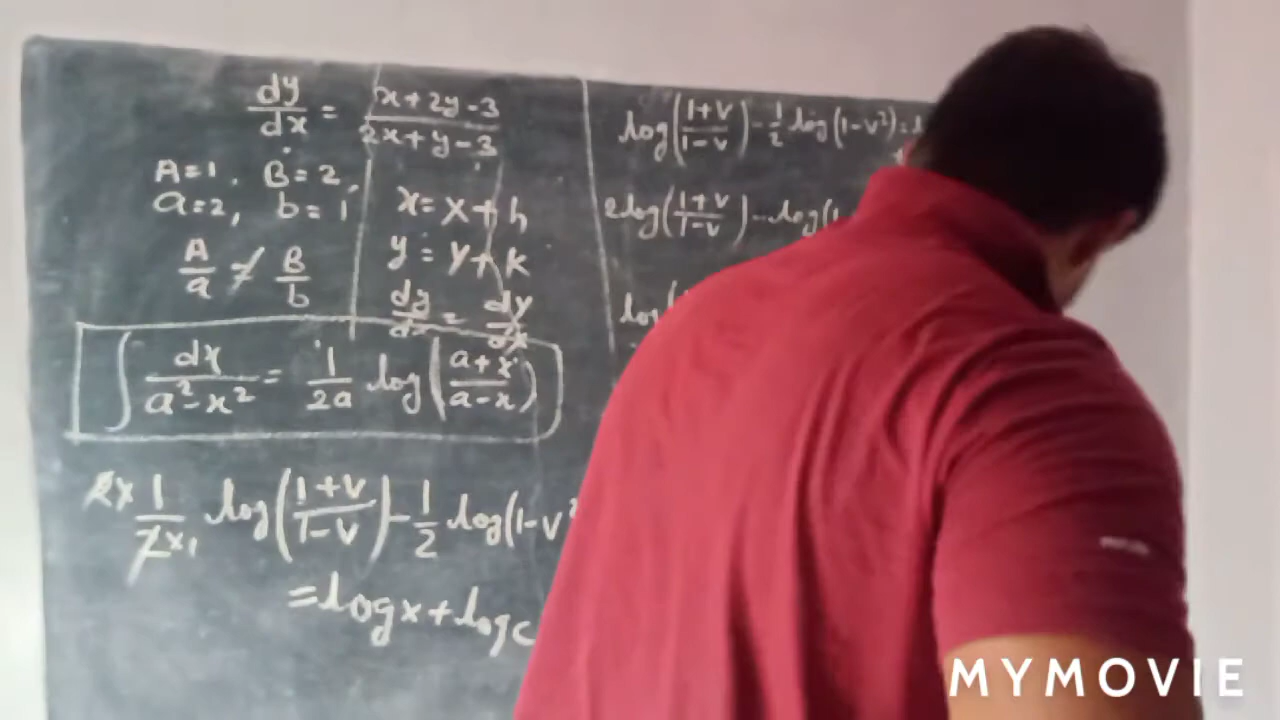 dy/dx = x+2y-3/2x+y-3
A=1, B=2,
a=2, b=1
A/a ≠ B/b
x=X+h
y=Y+k
dy/dx = dY/dX
∫ dx/a²-x² = 1/2a log(a+x/a-x)
2x 1/2x1 log(1+v/1-v) - 1/2 log(1-v²
=logx+logc
log(1+v/1-v) - 1/2 log(1-v²)=
2log(1+v/1-v) - log(1
log(
MYMOVIE